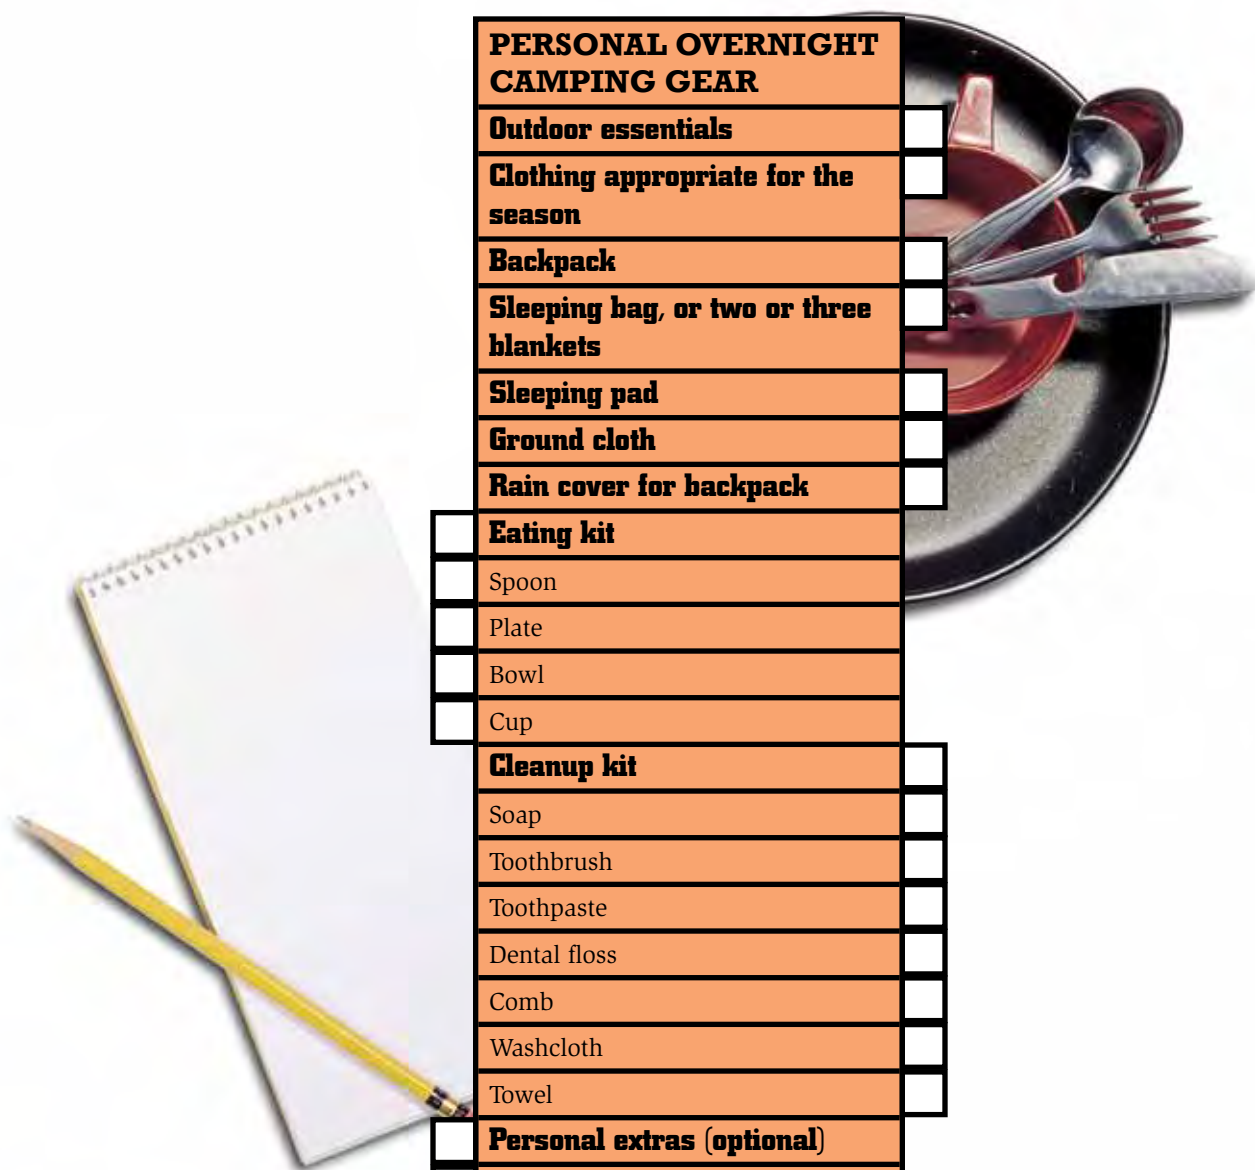 PERSONAL OVERNIGHT
CAMPING GEAR
Outdoor essentials
Clothing appropriate for the
season
Backpack
Sleeping bag, or two or three
blankets
Sleeping pad
Ground cloth
Rain cover for backpack
Eating kit
Spoon
Plate
Bowl
Cup
Cleanup kit
Soap
Toothbrush
Toothpaste
Dental floss
Comb
Washcloth
Towel
Personal extras (optional)